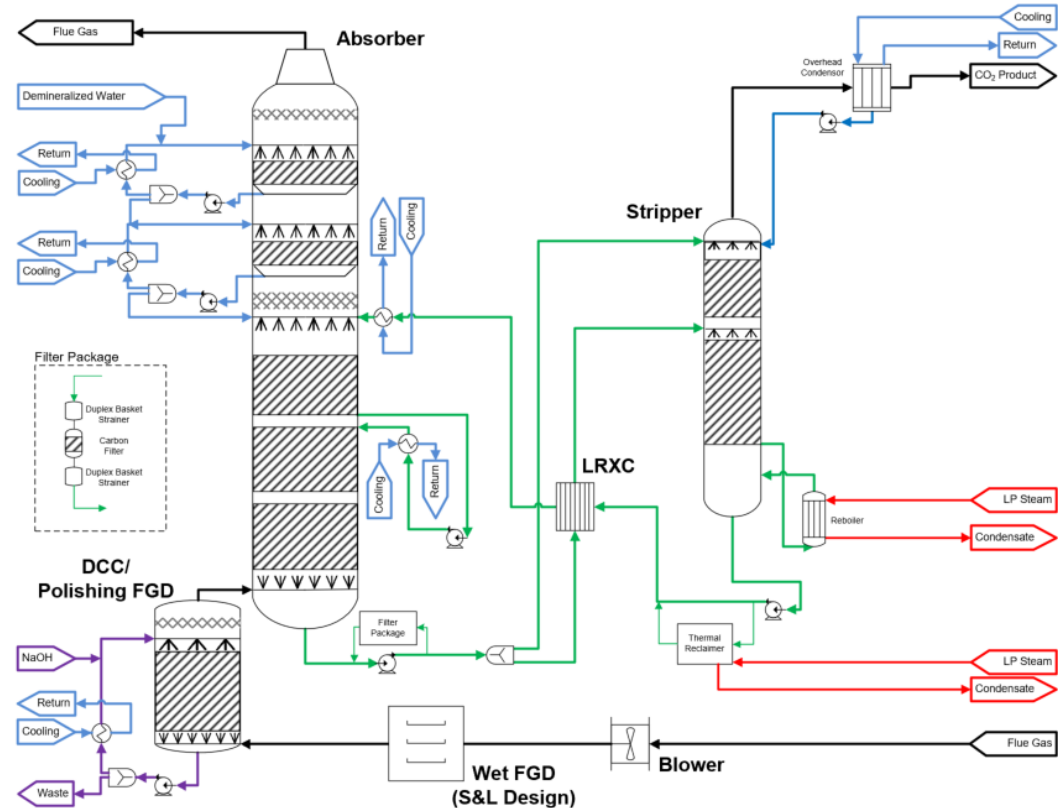 Flue Gas
Absorber
Cooling
Return
Overhead
Condensor
CO₂ Product
Demineralized Water
Return
Cooling
Return
Cooling
Return
Cooling
Stripper
Filter Package
Duplex Basket
Strainer
Carbon
Filter
Duplex Basket
Strainer
Cooling
Return
LRXC
LP Steam
Reboiler
Condensate
DCC/
Polishing FGD
Filter
Package
Thermal
Reclaimer
NaOH
LP Steam
Condensate
Return
Cooling
Waste
Wet FGD
(S&L Design)
Blower
Flue Gas